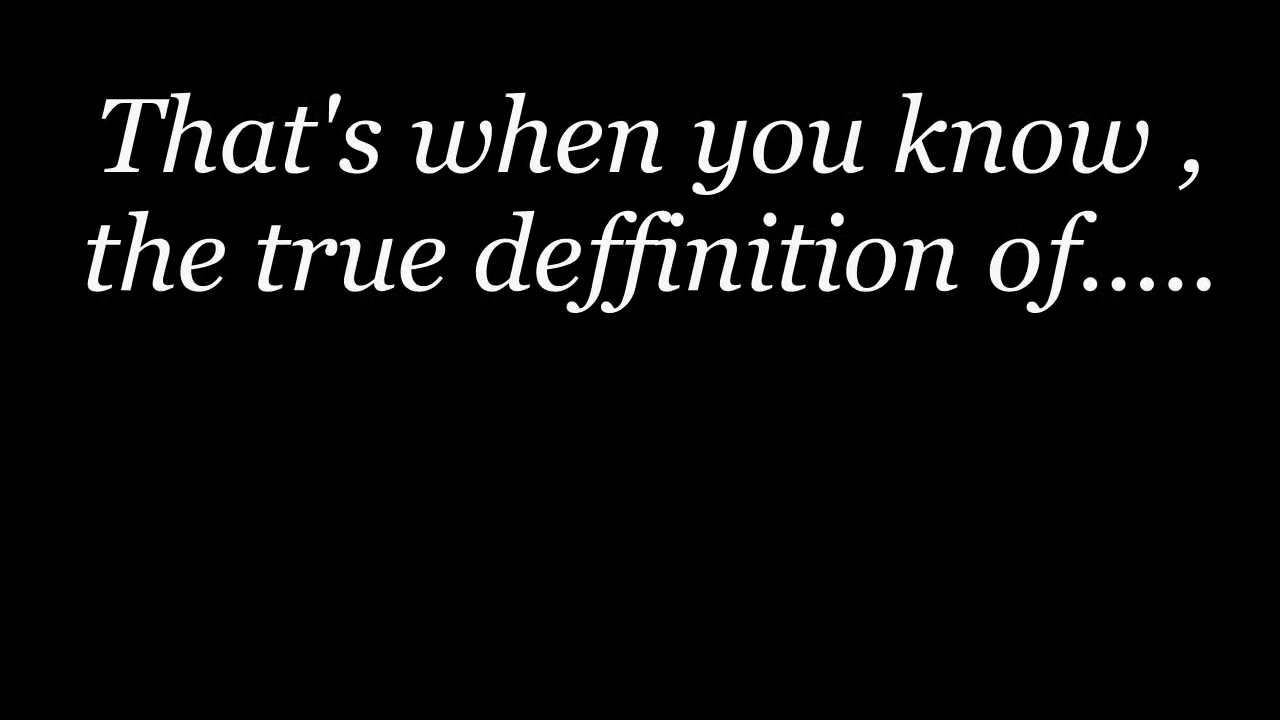 That's when you know ,
the true deffinition of.....